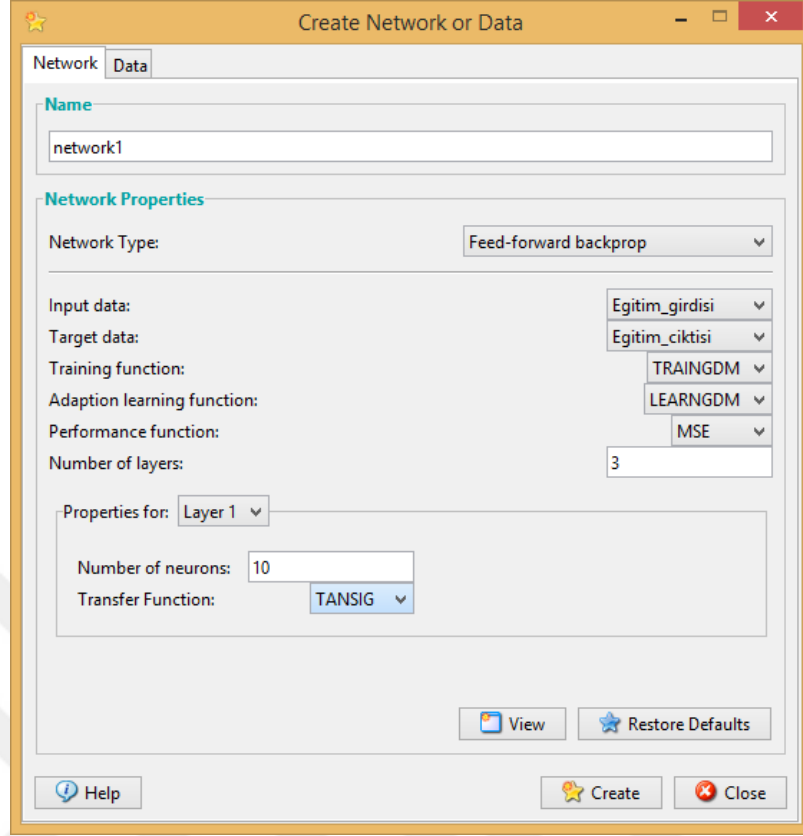 Create Network or Data
Network Data
Name
network1
Network Properties
Network Type: Feed-forward backprop
Input data: Egitim_girdisi
Target data: Egitim_ciktisi
Training function: TRAINGDM
Adaption learning function: LEARNGDM
Performance function: MSE
Number of layers: 3
Properties for: Layer 1
Number of neurons: 10
Transfer Function: TANSIG
View Restore Defaults
Help Create Close